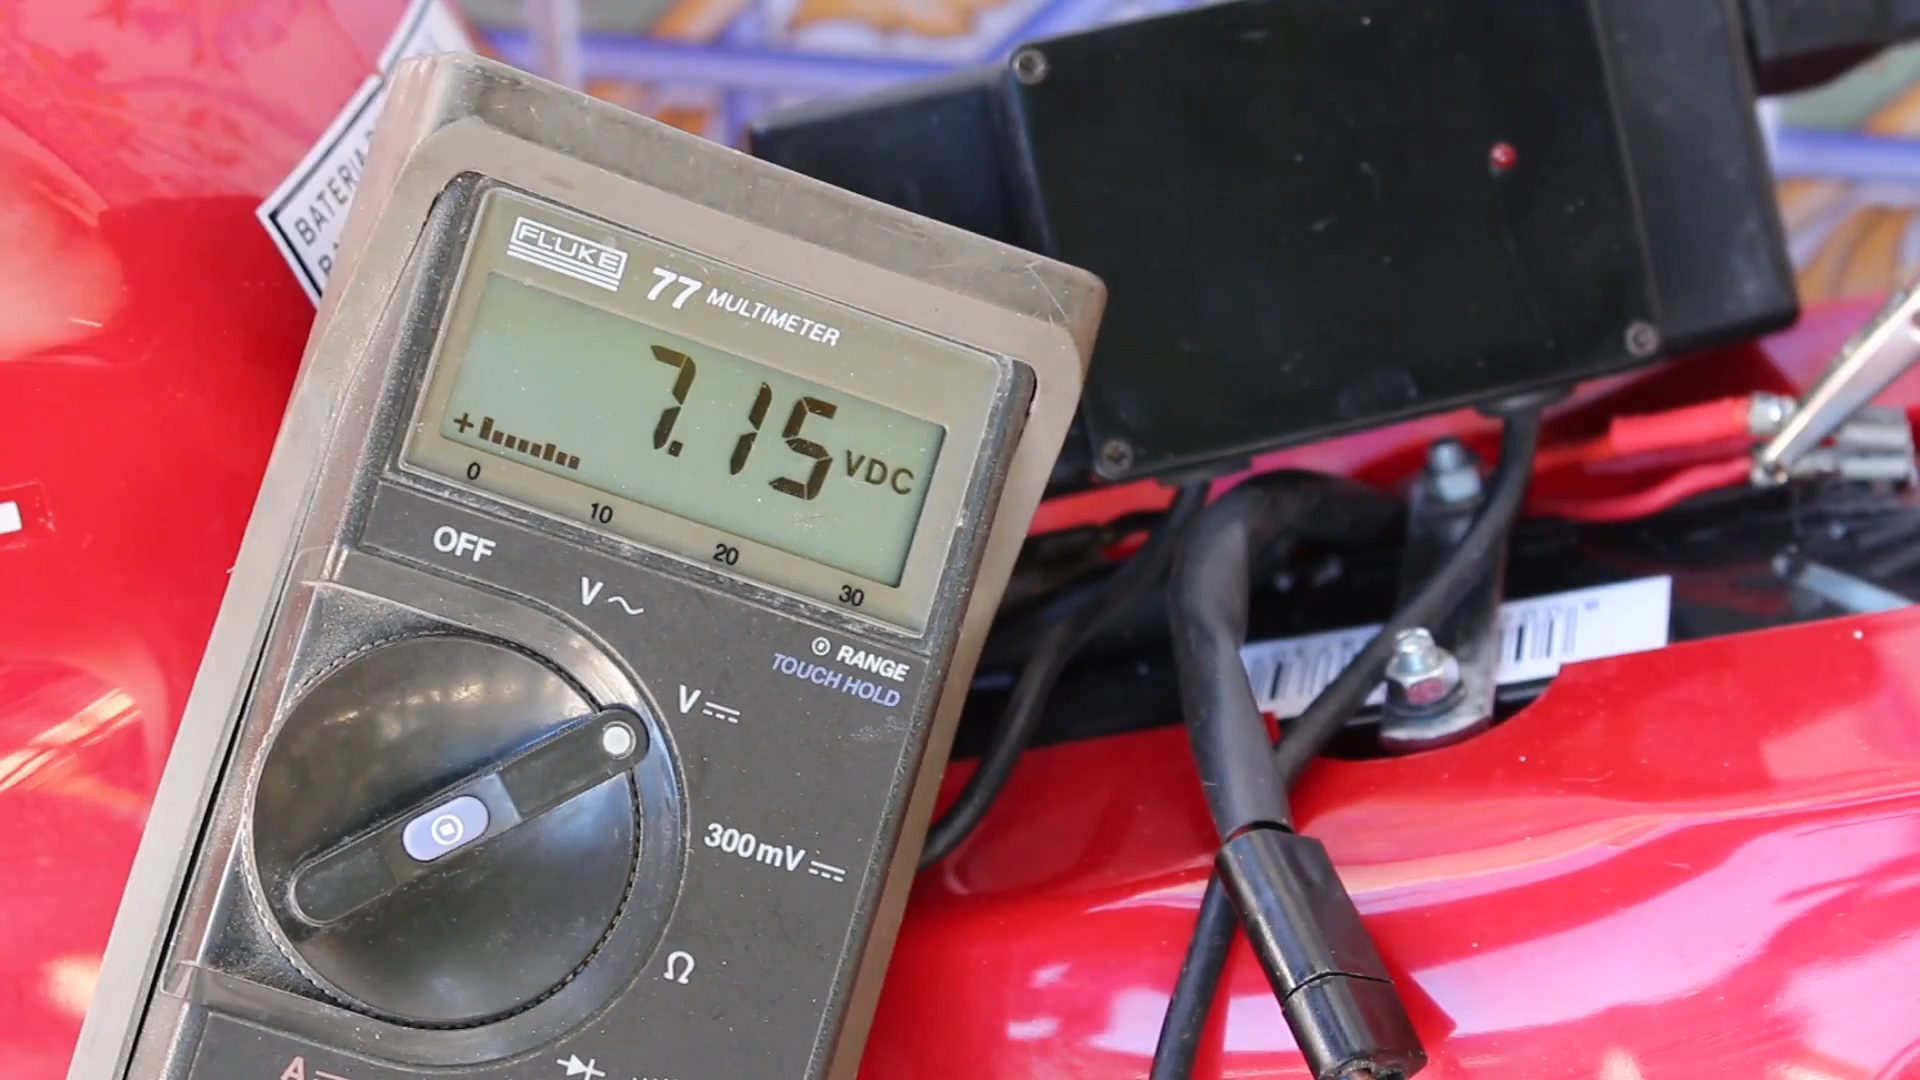 BATERIA
FLUKE
77 MULTIMETER
7.15 VDC
+
0
10
20
30
OFF
V~
RANGE
TOUCH HOLD
V⎓
300mV⎓
Ω
A⎓